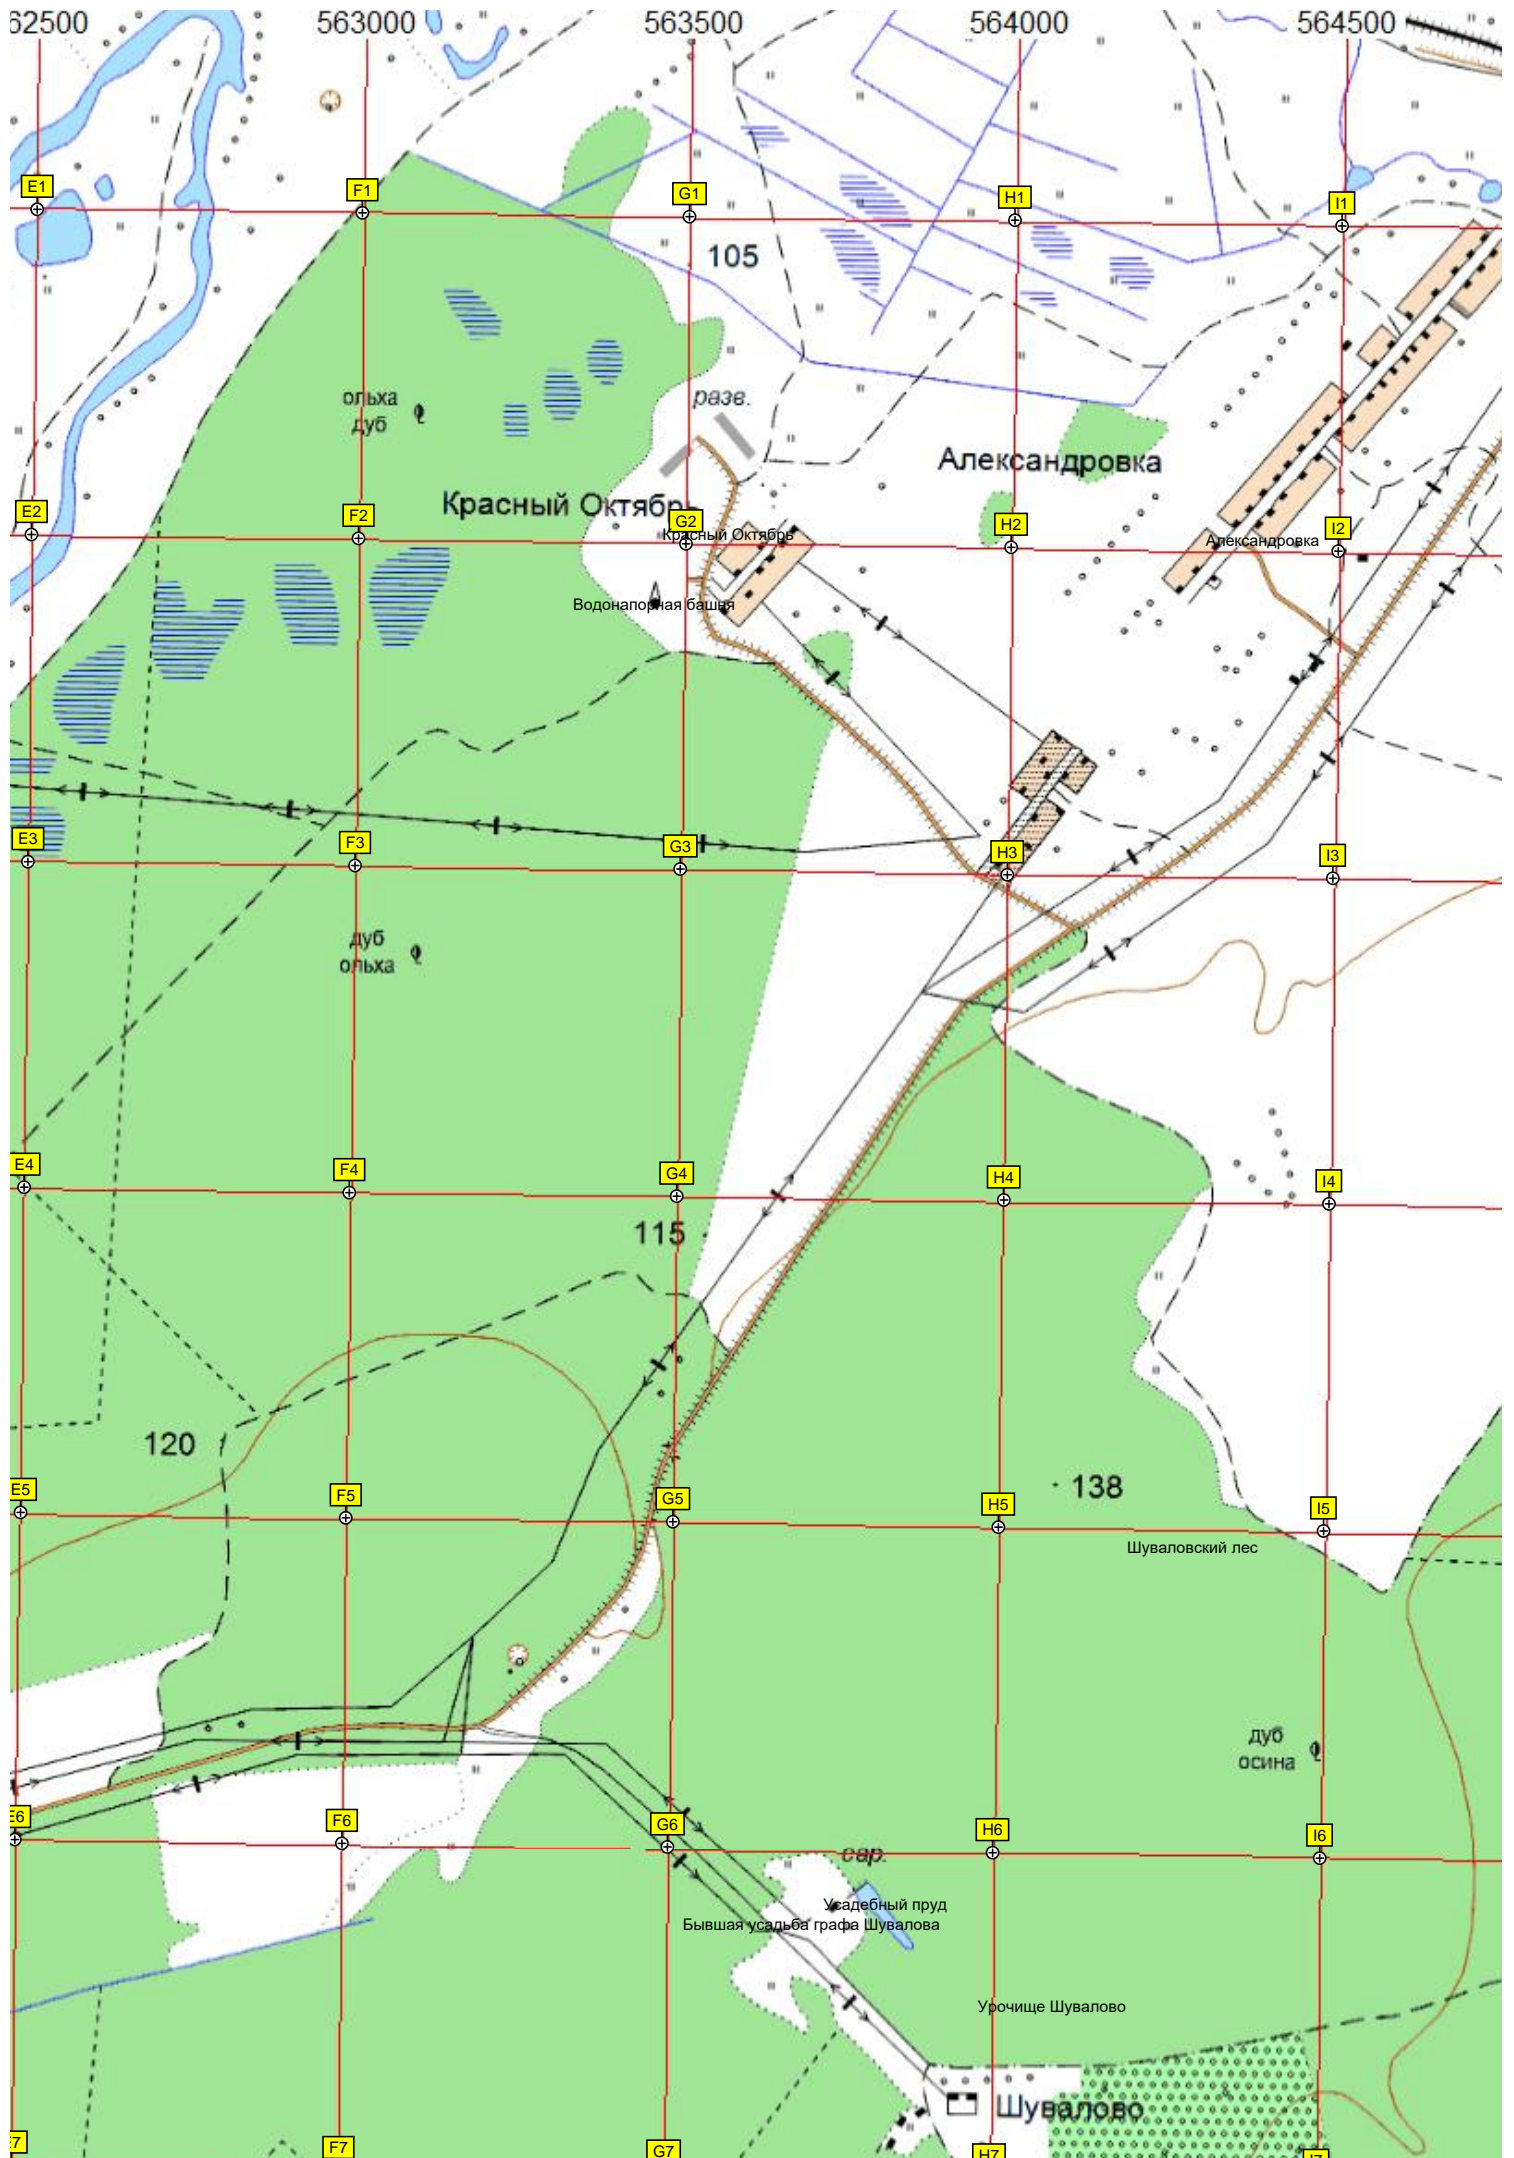 62500 563000 563500 564000 564500
E1 F1 G1 H1 I1
105
ольха
дуб
разв.
Александровка
Красный Октябрь
E2 F2 G2 H2 I2
Красный Октябрь
Александровка
Водонапорная башня
E3 F3 G3 H3 I3
дуб
ольха
E4 F4 G4 H4 I4
115
120
138
E5 F5 G5 H5 I5
Шуваловский лес
дуб
осина
E6 F6 G6 H6 I6
сар.
Усадебный пруд
Бывшая усадьба графа Шувалова
Урочище Шувалово
Шувалово
E7 F7 G7 H7 I7